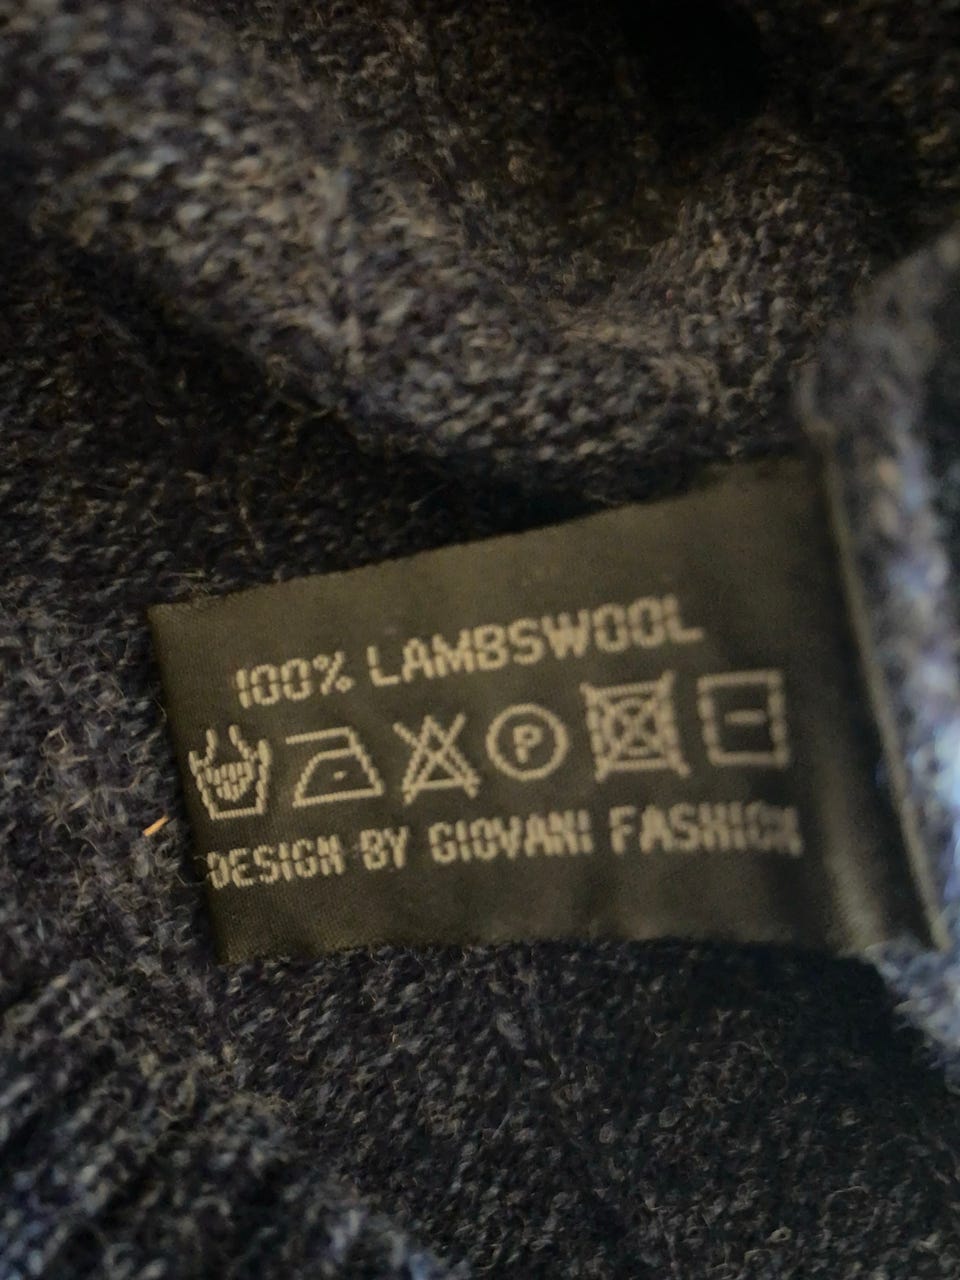 100% LAMBSWOOL
P
DESIGN BY GIOVANI FASHION